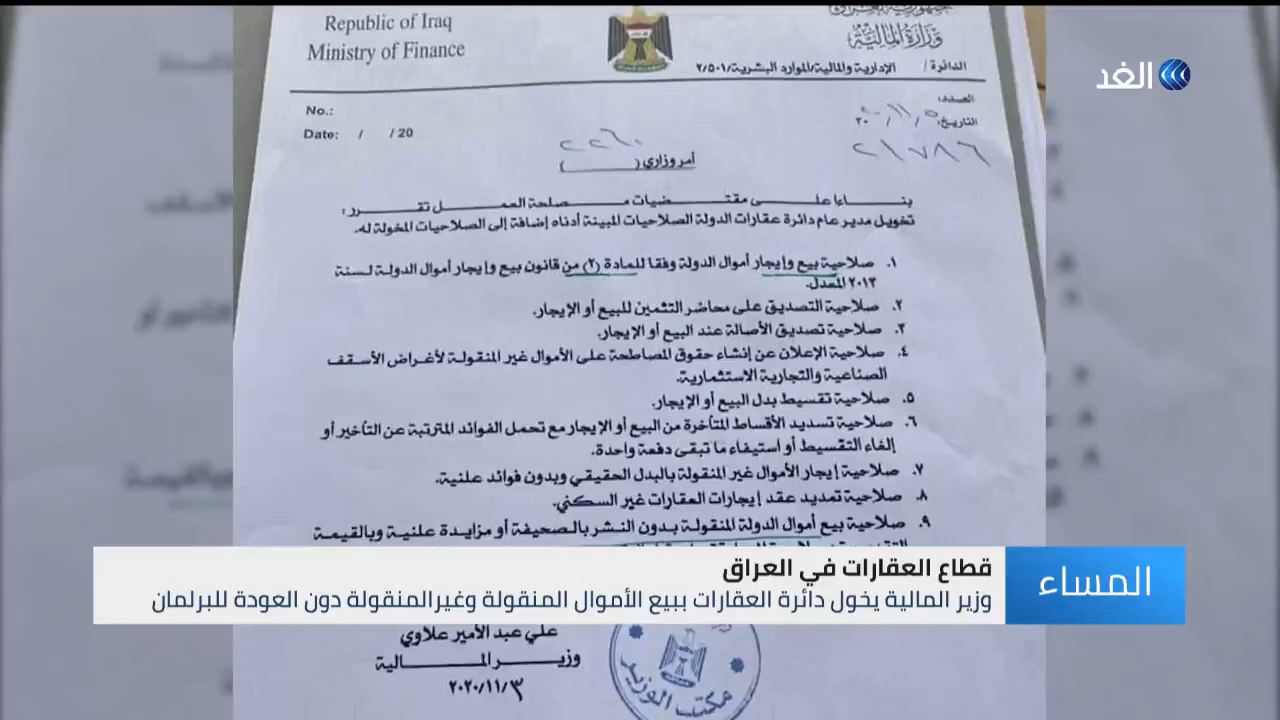 Republic of Iraq
Ministry of Finance
جمهورية العراق
وزارة المالية
الدائرة / الإدارية والمالية/الموارد البشرية/٢/٥٠١
الغد
No.:
Date: / / 20
العدد:
التاريخ: ٥/١١/٢٠
٢١٧٨٦
٢٢٦٠
أمر وزاري ( )
بناءا على مقتضيات مصلحة العمل تقرر :
تخويل مدير عام دائرة عقارات الدولة الصلاحيات المبينة أدناه إضافة إلى الصلاحيات المخولة له.
١. صلاحية بيع وإيجار أموال الدولة وفقا للمادة (٢) من قانون بيع وإيجار أموال الدولة لسنة
٢٠١٣ المعدل.
٢. صلاحية التصديق على محاضر التثمين للبيع أو الإيجار.
٣. صلاحية تصديق الأصالة عند البيع أو الإيجار.
٤. صلاحية الإعلان عن إنشاء حقوق المصاطحة على الأموال غير المنقولة لأغراض الأسقف
الصناعية والتجارية الاستثمارية.
٥. صلاحية تقسيط بدل البيع أو الإيجار.
٦. صلاحية تسديد الأقساط المتأخرة من البيع أو الإيجار مع تحمل الفوائد المترتبة عن التأخير أو
إلغاء التقسيط أو استيفاء ما تبقى دفعة واحدة.
٧. صلاحية إيجار الأموال غير المنقولة بالبدل الحقيقي وبدون فوائد علنية.
٨. صلاحية تمديد عقد إيجارات العقارات غير السكني.
٩. صلاحية بيع أموال الدولة المنقولة بدون النشر بالصحيفة أو مزايدة علنية وبالقيمة
المساء
قطاع العقارات في العراق
وزير المالية يخول دائرة العقارات ببيع الأموال المنقولة وغيرالمنقولة دون العودة للبرلمان
علي عبد الأمير علاوي
وزير المالية
٢٠٢٠/١١/٣
مكتب الوزير